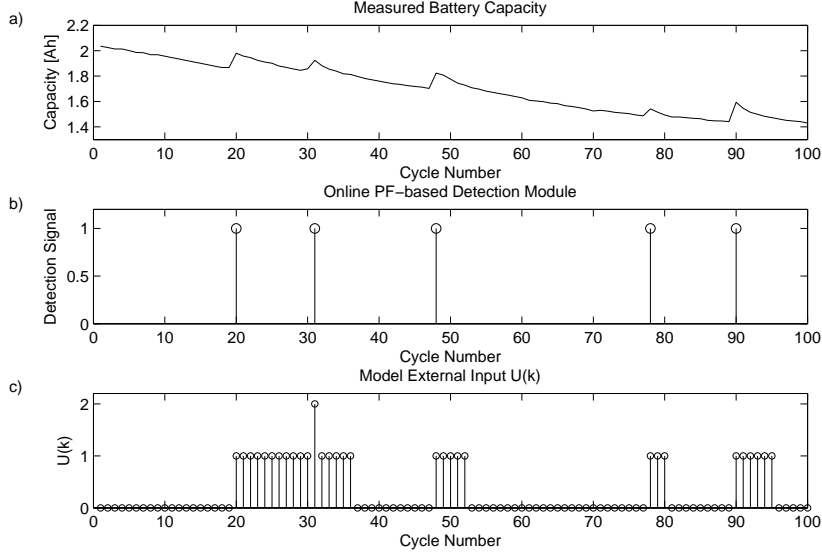 a)
Measured Battery Capacity
Capacity [Ah]
2.2
2
1.8
1.6
1.4
0 10 20 30 40 50 60 70 80 90 100
Cycle Number
b)
Online PF−based Detection Module
Detection Signal
1
0.5
0
0 10 20 30 40 50 60 70 80 90 100
Cycle Number
c)
Model External Input U(k)
U(k)
2
1
0
0 10 20 30 40 50 60 70 80 90 100
Cycle Number